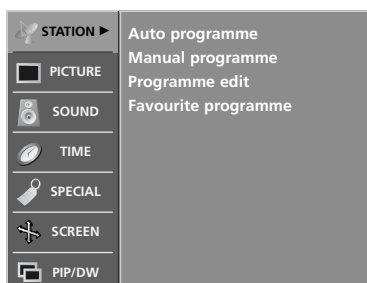 STATION ►
PICTURE
SOUND
TIME
SPECIAL
SCREEN
PIP/DW
Auto programme
Manual programme
Programme edit
Favourite programme